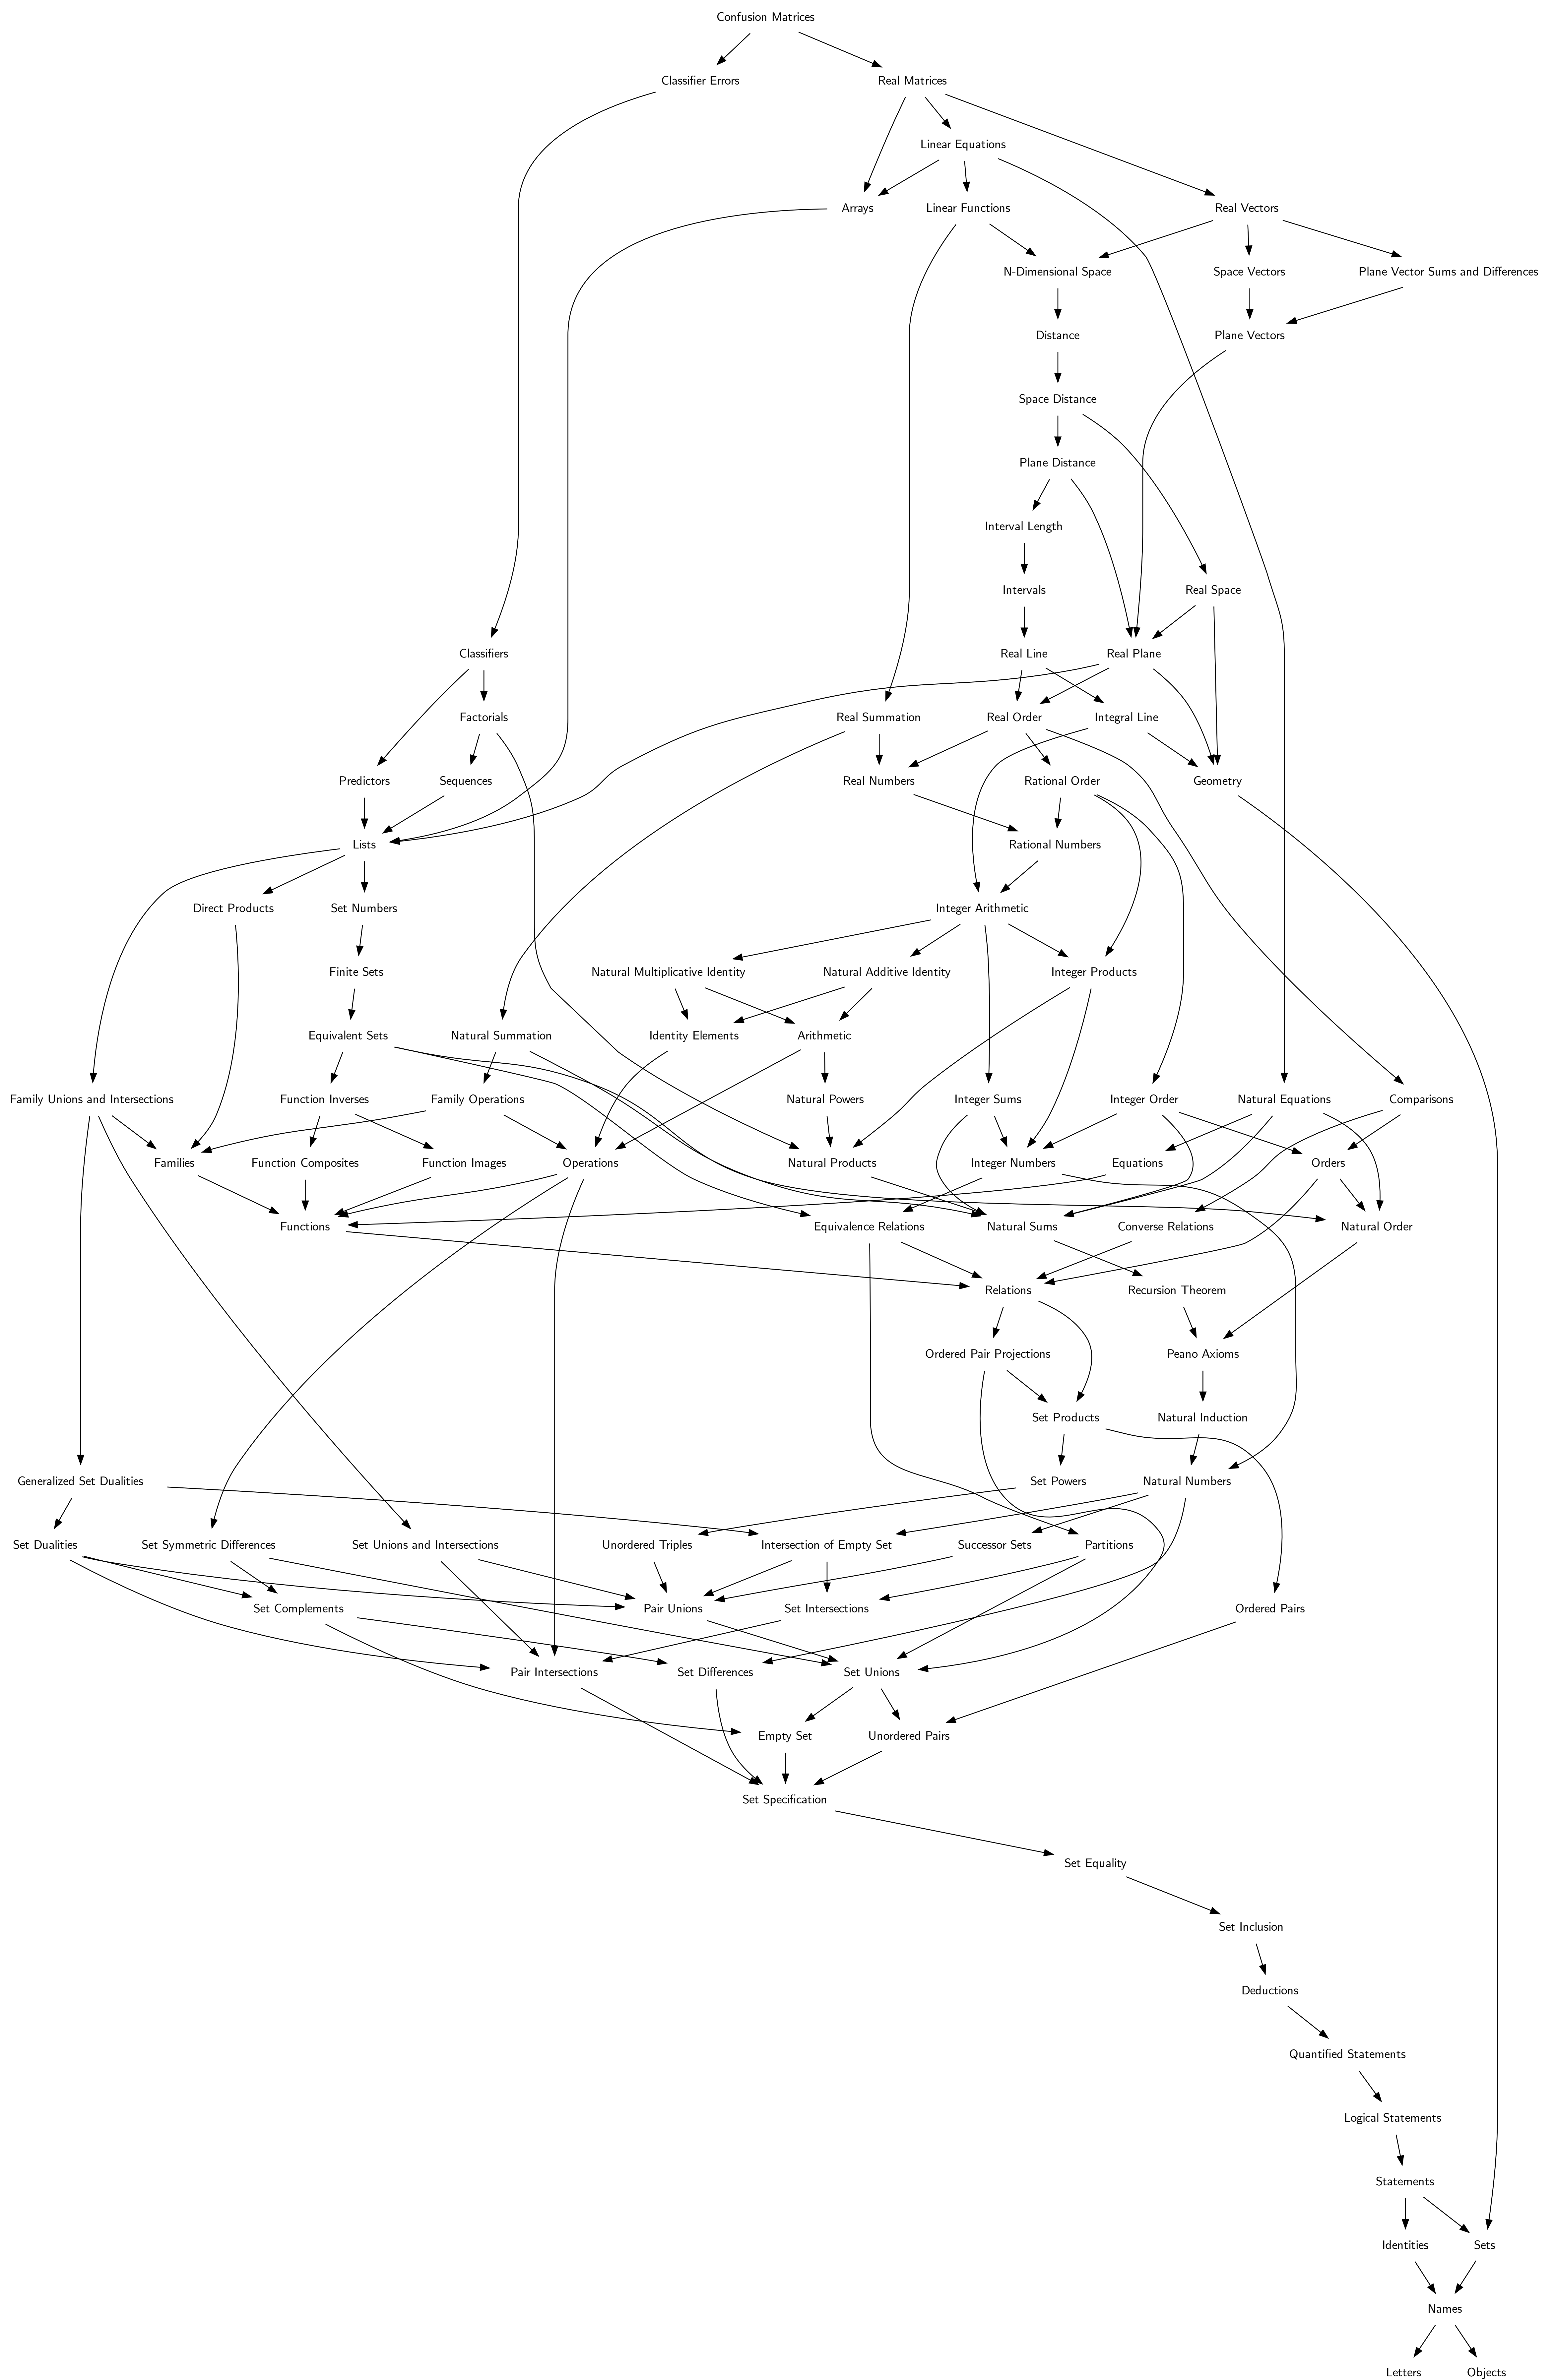 Confusion Matrices
Classifier Errors
Real Matrices
Linear Equations
Arrays
Linear Functions
Real Vectors
N-Dimensional Space
Space Vectors
Plane Vector Sums and Differences
Distance
Plane Vectors
Space Distance
Plane Distance
Interval Length
Intervals
Real Space
Classifiers
Real Line
Real Plane
Factorials
Real Summation
Real Order
Integral Line
Predictors
Sequences
Real Numbers
Rational Order
Geometry
Lists
Rational Numbers
Direct Products
Set Numbers
Integer Arithmetic
Finite Sets
Natural Multiplicative Identity
Natural Additive Identity
Integer Products
Equivalent Sets
Natural Summation
Identity Elements
Arithmetic
Family Unions and Intersections
Function Inverses
Family Operations
Natural Powers
Integer Sums
Integer Order
Natural Equations
Comparisons
Families
Function Composites
Function Images
Operations
Natural Products
Integer Numbers
Equations
Orders
Functions
Equivalence Relations
Natural Sums
Converse Relations
Natural Order
Relations
Recursion Theorem
Ordered Pair Projections
Peano Axioms
Set Products
Natural Induction
Generalized Set Dualities
Set Powers
Natural Numbers
Set Dualities
Set Symmetric Differences
Set Unions and Intersections
Unordered Triples
Intersection of Empty Set
Successor Sets
Partitions
Set Complements
Pair Unions
Set Intersections
Ordered Pairs
Pair Intersections
Set Differences
Set Unions
Empty Set
Unordered Pairs
Set Specification
Set Equality
Set Inclusion
Deductions
Quantified Statements
Logical Statements
Statements
Identities
Sets
Names
Letters
Objects